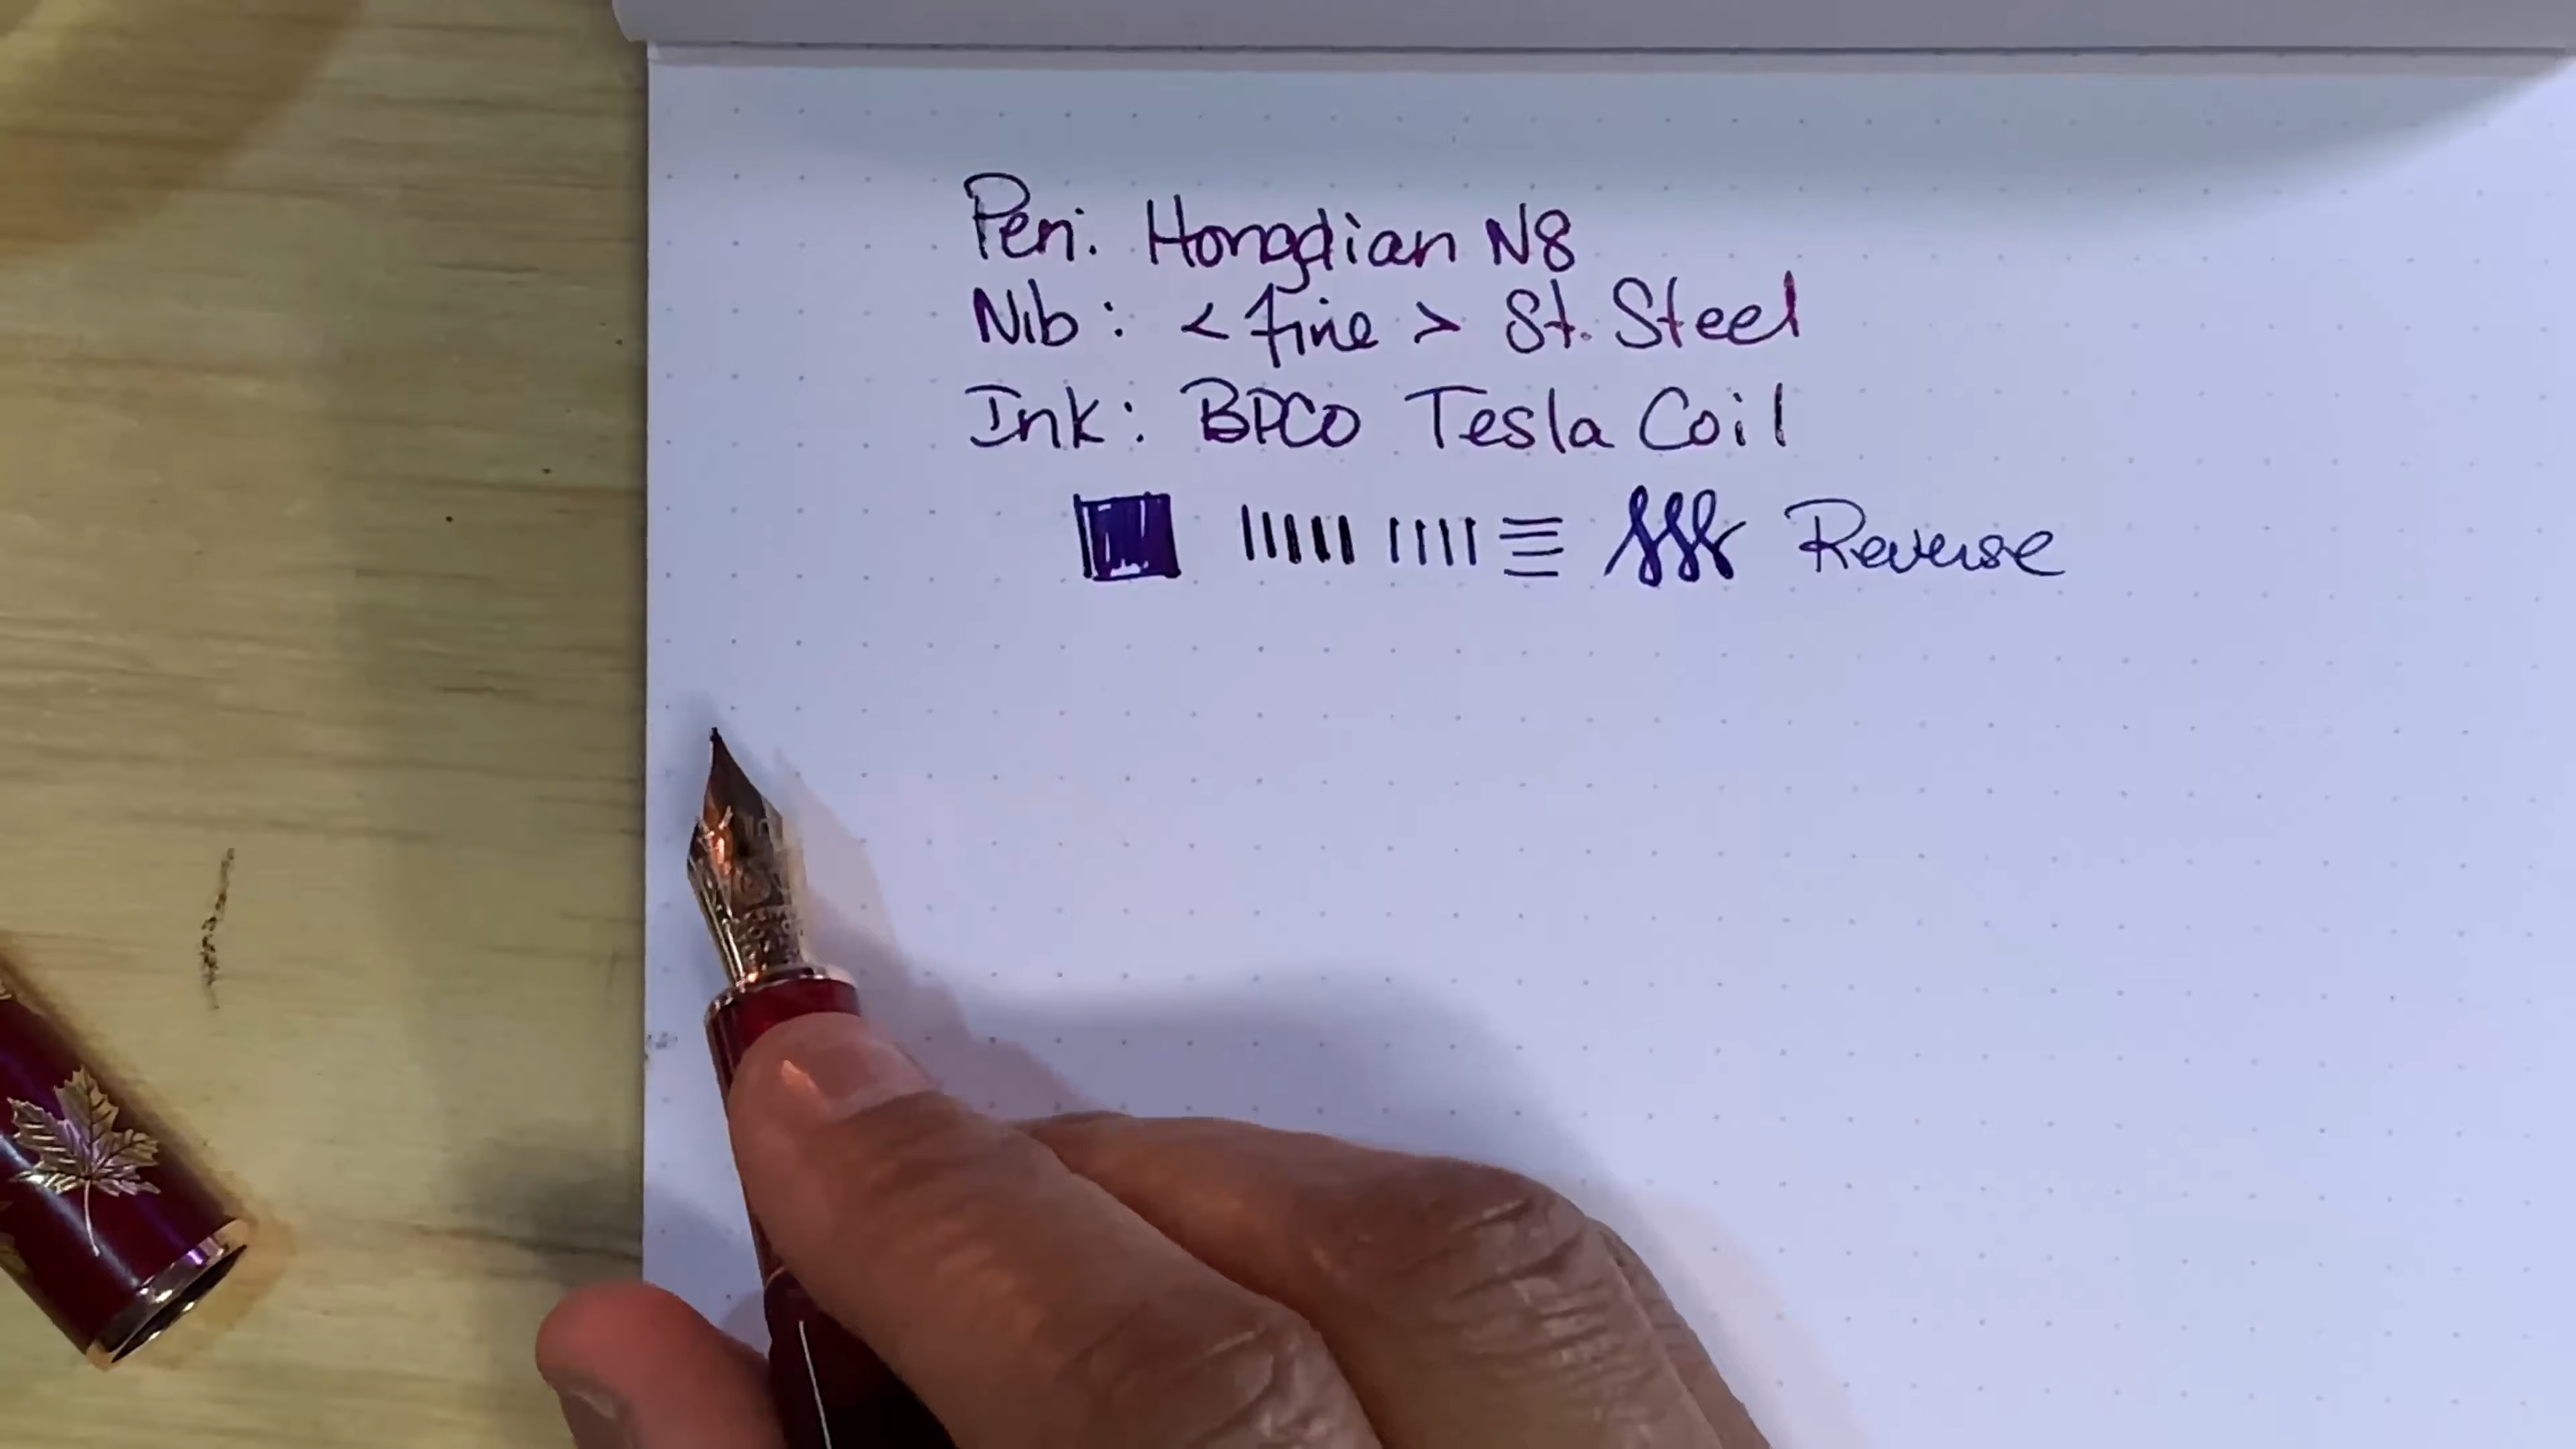 Pen: Hongdian N8
Nib: < fine > St. Steel
Ink: BPCO Tesla Coil
Reverse